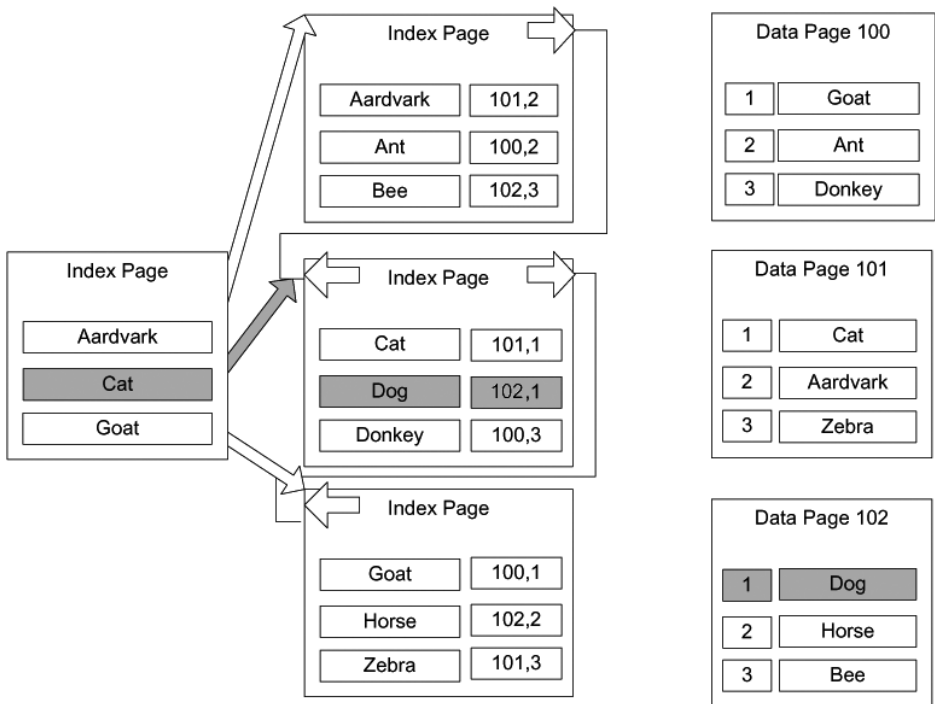 Index Page
Aardvark
Cat
Goat
Index Page
Aardvark 101,2
Ant 100,2
Bee 102,3
Index Page
Cat 101,1
Dog 102,1
Donkey 100,3
Index Page
Goat 100,1
Horse 102,2
Zebra 101,3
Data Page 100
1 Goat
2 Ant
3 Donkey
Data Page 101
1 Cat
2 Aardvark
3 Zebra
Data Page 102
1 Dog
2 Horse
3 Bee